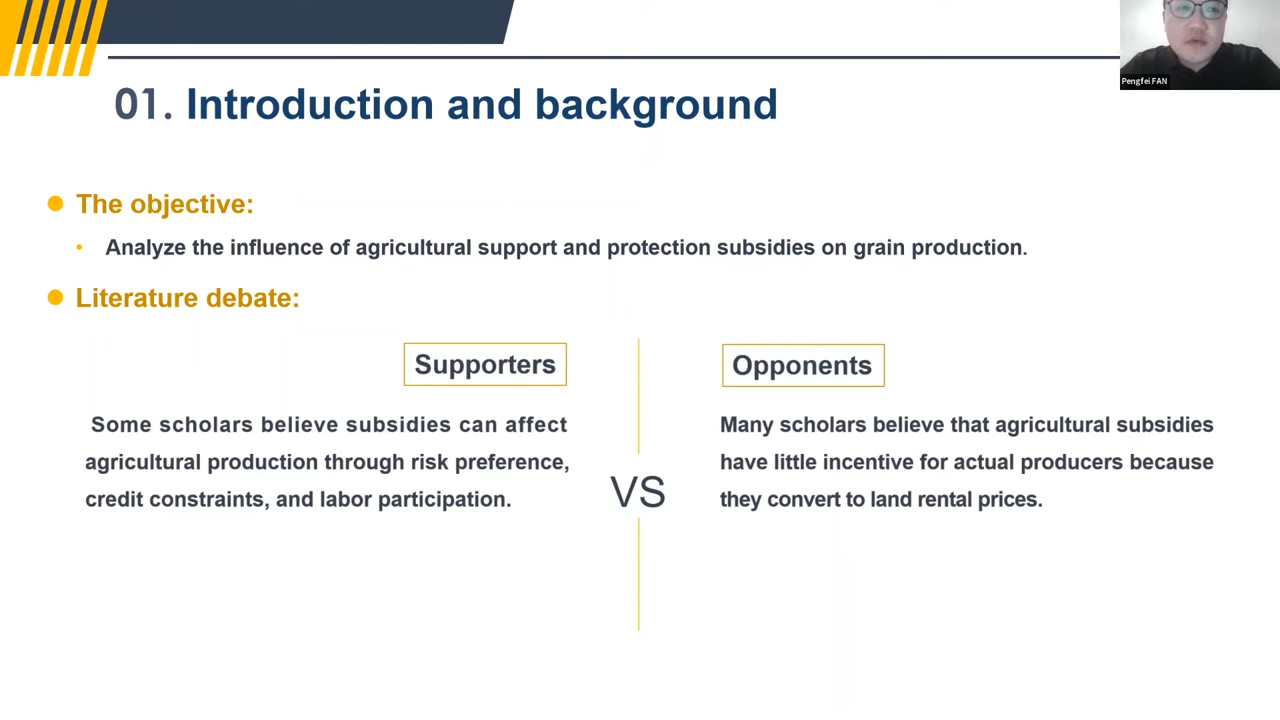 Pengfei FAN
01. Introduction and background
The objective:
Analyze the influence of agricultural support and protection subsidies on grain production.
Literature debate:
Supporters
Some scholars believe subsidies can affect
agricultural production through risk preference,
credit constraints, and labor participation.
VS
Opponents
Many scholars believe that agricultural subsidies
have little incentive for actual producers because
they convert to land rental prices.